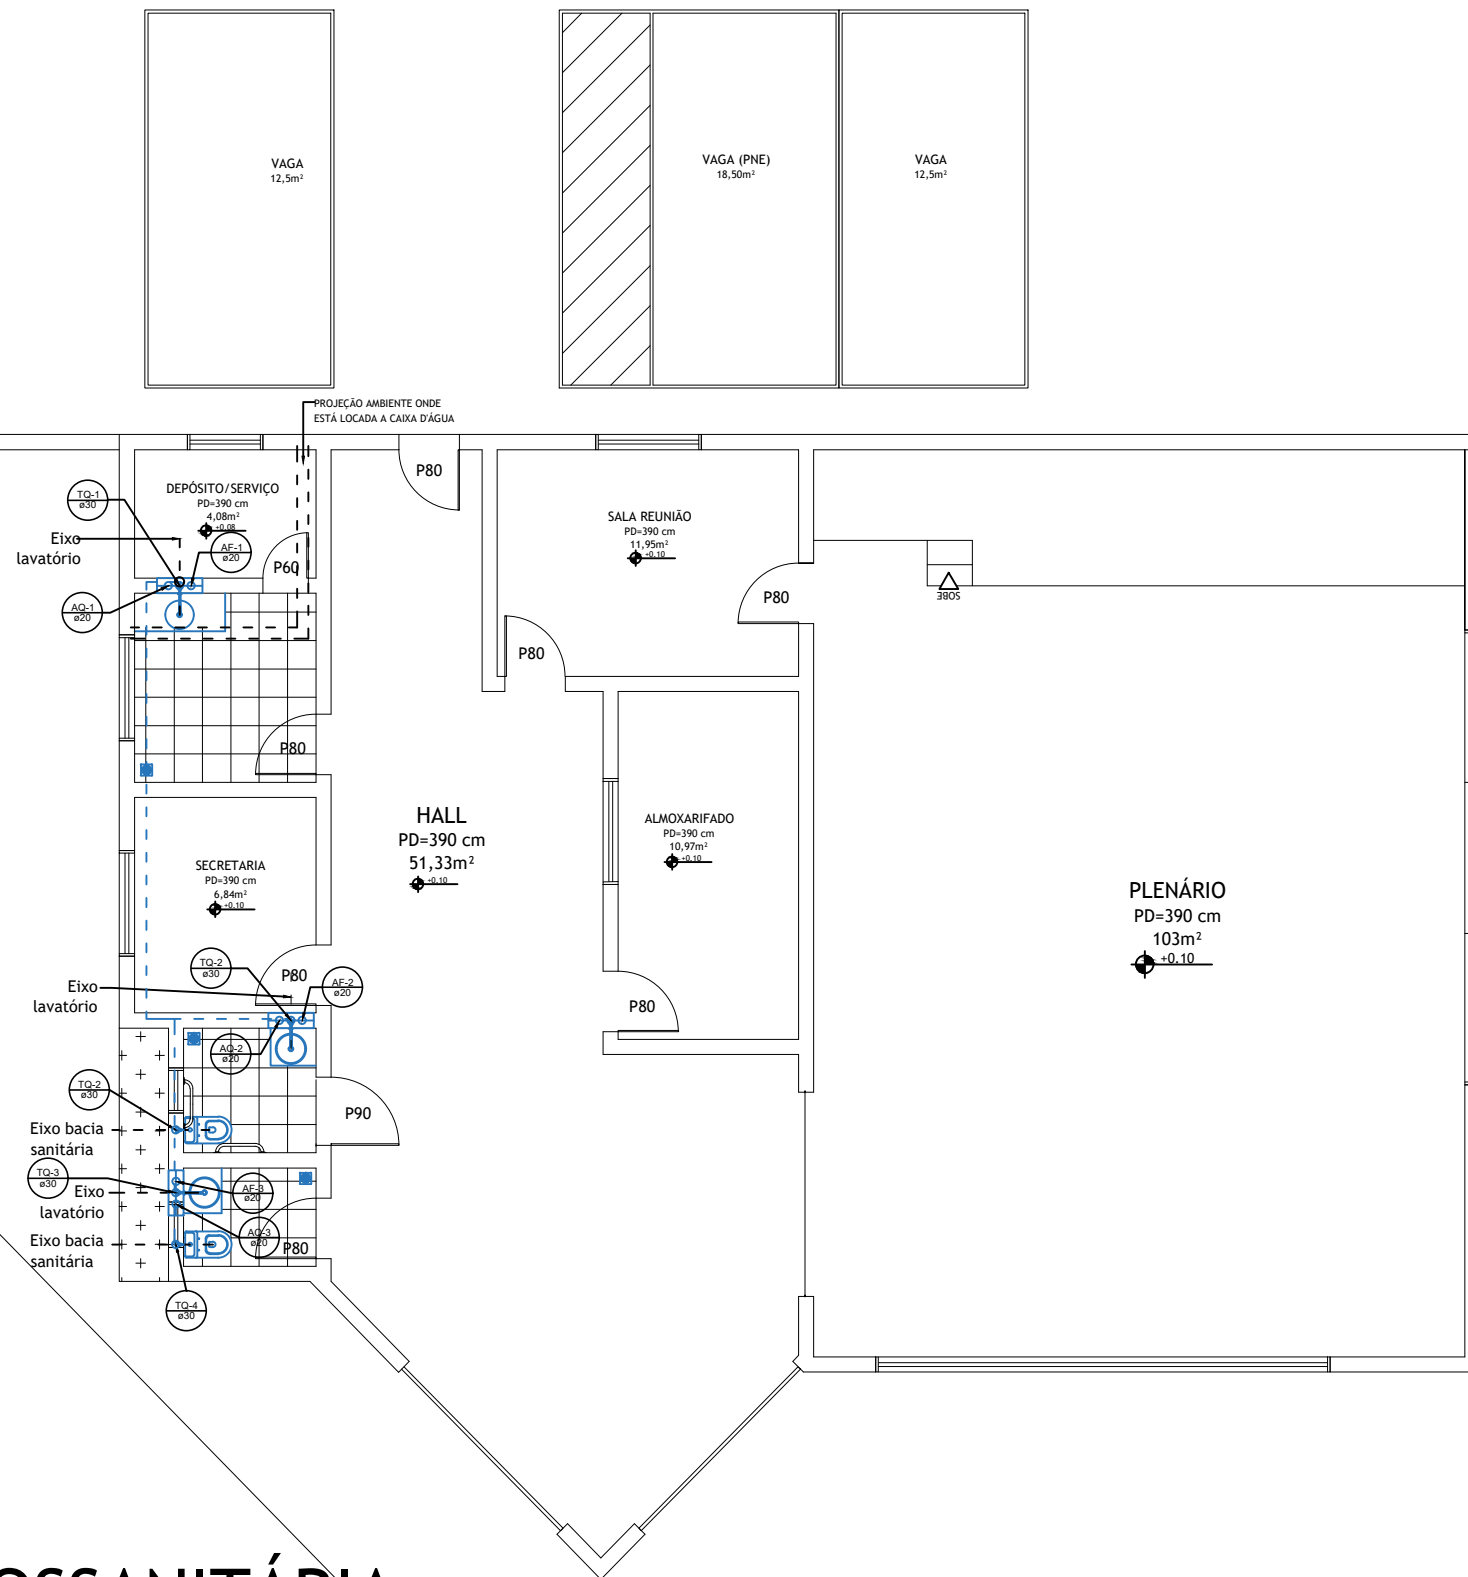 VAGA
12,5m²
VAGA (PNE)
18,50m²
VAGA
12,5m²
PROJEÇÃO AMBIENTE ONDE
ESTÁ LOCADA A CAIXA D'ÁGUA
P80
DEPÓSITO/SERVIÇO
PD=390 cm
4,08m²
+0,08
TQ-1
ø30
Eixo
lavatório
AF-1
ø20
P60
AQ-1
ø20
SALA REUNIÃO
PD=390 cm
11,95m²
+0,10
P80
SOBE
P80
P80
HALL
PD=390 cm
51,33m²
+0,10
ALMOXARIFADO
PD=390 cm
10,97m²
+0,10
SECRETARIA
PD=390 cm
6,84m²
+0,10
PLENÁRIO
PD=390 cm
103m²
+0,10
TQ-2
ø30
P80
AF-2
ø20
Eixo
lavatório
P80
AQ-2
ø20
TQ-2
ø30
P90
Eixo bacia
sanitária
TQ-3
ø30
Eixo
lavatório
AF-3
ø20
Eixo bacia
sanitária
AQ-3
ø20
P80
TQ-4
ø30
OSSANITÁRIA